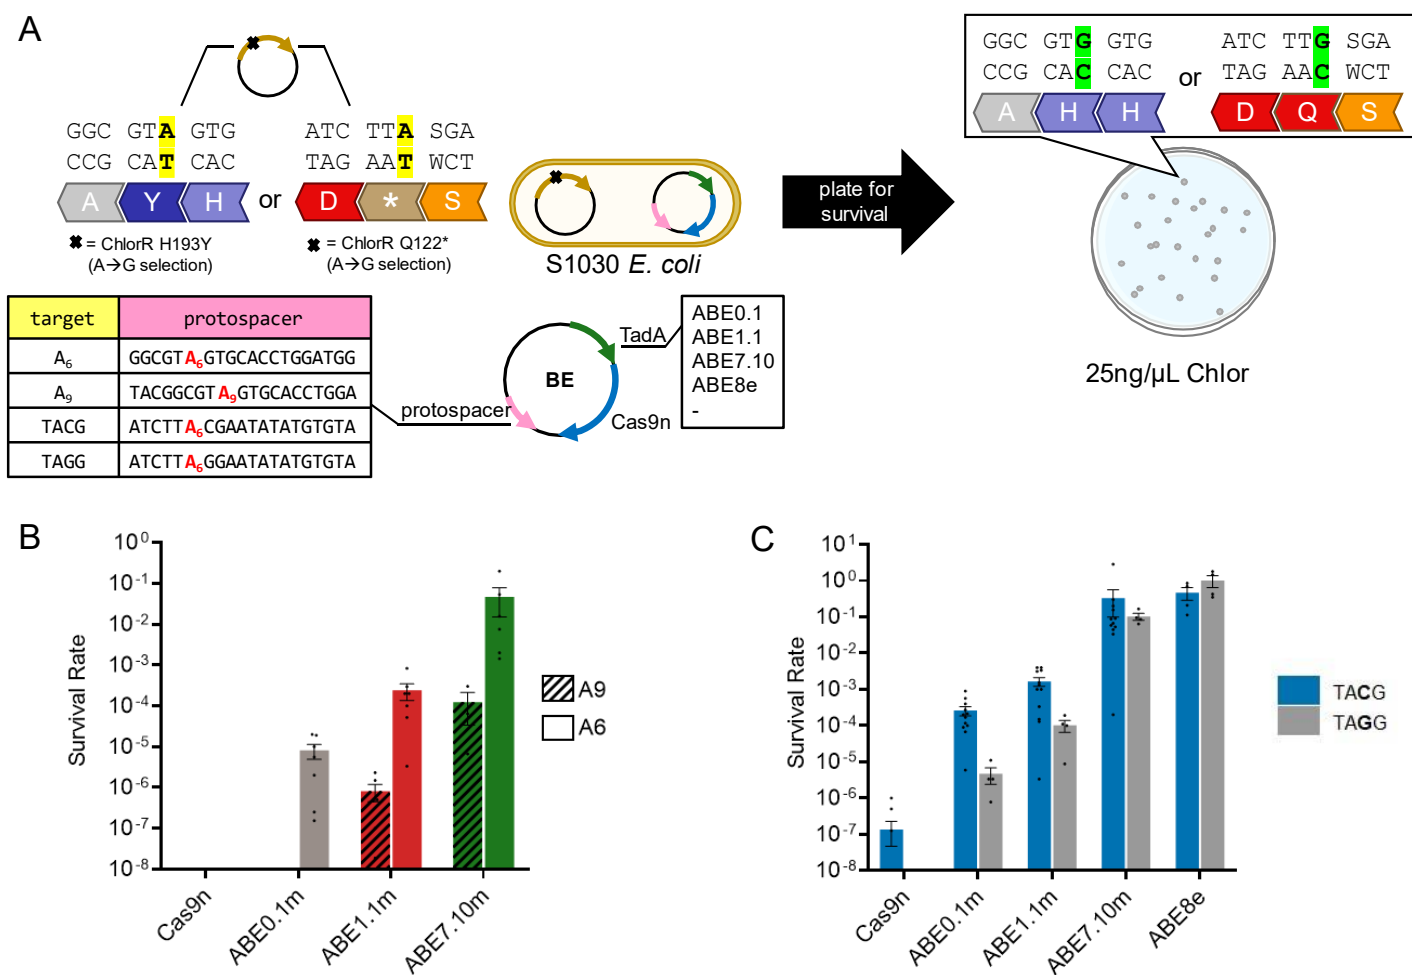 A
GGC GTA GTG
CCG CAT CAC
A Y H
or
ATC TTA SGA
TAG AAT WCT
D * S
✖ = ChlorR H193Y
(A→G selection)
✖ = ChlorR Q122*
(A→G selection)
S1030 E. coli
plate for
survival
GGC GTG GTG
CCG CAC CAC
A H H
or
ATC TTG SGA
TAG AAC WCT
D Q S
25ng/µL Chlor
target protospacer
A6 GGCGTA6GTGCACCTGGATGG
A9 TACGGCGTA9GTGCACCTGGA
TACG ATCTTA6CGAATATATGTGTA
TAGG ATCTTA6GGAATATATGTGTA
protospacer
BE
TadA
Cas9n
ABE0.1
ABE1.1
ABE7.10
ABE8e
-
B
Survival Rate
10^0
10^-1
10^-2
10^-3
10^-4
10^-5
10^-6
10^-7
10^-8
Cas9n
ABE0.1m
ABE1.1m
ABE7.10m
A9
A6
C
Survival Rate
10^1
10^0
10^-1
10^-2
10^-3
10^-4
10^-5
10^-6
10^-7
10^-8
Cas9n
ABE0.1m
ABE1.1m
ABE7.10m
ABE8e
TACG
TAGG